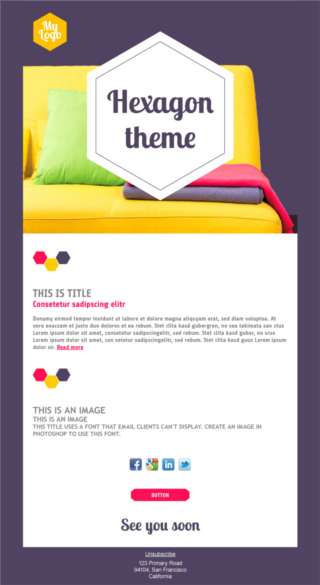 My
Logo
Hexagon
theme
THIS IS TITLE
Consetetur sadipscing elitr
Donumy eirmod tempor invidunt ut labore et dolore magna aliquyam erat, sed diam voluptua. At
vero eoaccusm et justo duo dolores et ea rebum. Stet clita kasd gubergren, no sea takimata san ctus
Lorem ipsum dolor sit amet, consetetur sadipscingelitr, sed rebum. Stet clita kasd guber, no scus
Lorem ipsum dolor sit amet, con setetur sadipscingelitr, sed rebum. Stet clita kasd gaus Lorem ipsum
dolor sit. Read more
THIS IS AN IMAGE
THIS IS AN IMAGE
THIS TITLE USES A FONT THAT EMAIL CLIENTS CAN'T DISPLAY. CREATE AN IMAGE IN
PHOTOSHOP TO USE THIS FONT.
BUTTON
See you soon
Unsubscribe
123 Primary Road
94104, San Francisco
California